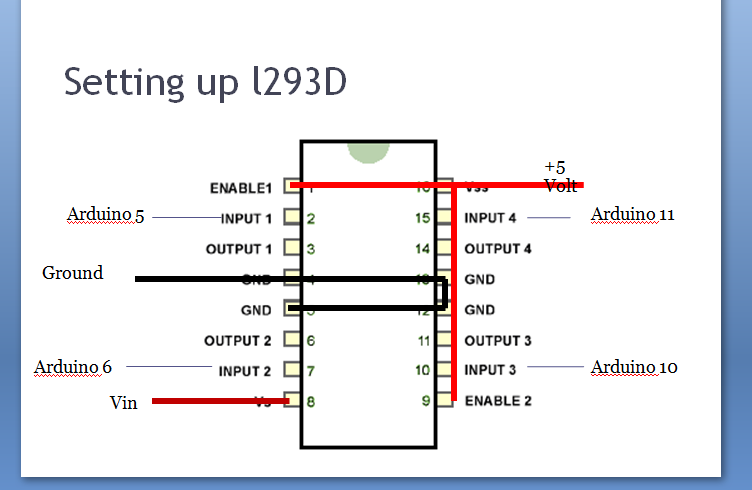 Setting up l293D
+5
Volt
ENABLE1 1 16 Vss
Arduino 5 INPUT 1 2 15 INPUT 4 Arduino 11
OUTPUT 1 3 14 OUTPUT 4
Ground GND 4 13 GND
GND 5 12 GND
OUTPUT 2 6 11 OUTPUT 3
Arduino 6 INPUT 2 7 10 INPUT 3 Arduino 10
Vin Vs 8 9 ENABLE 2